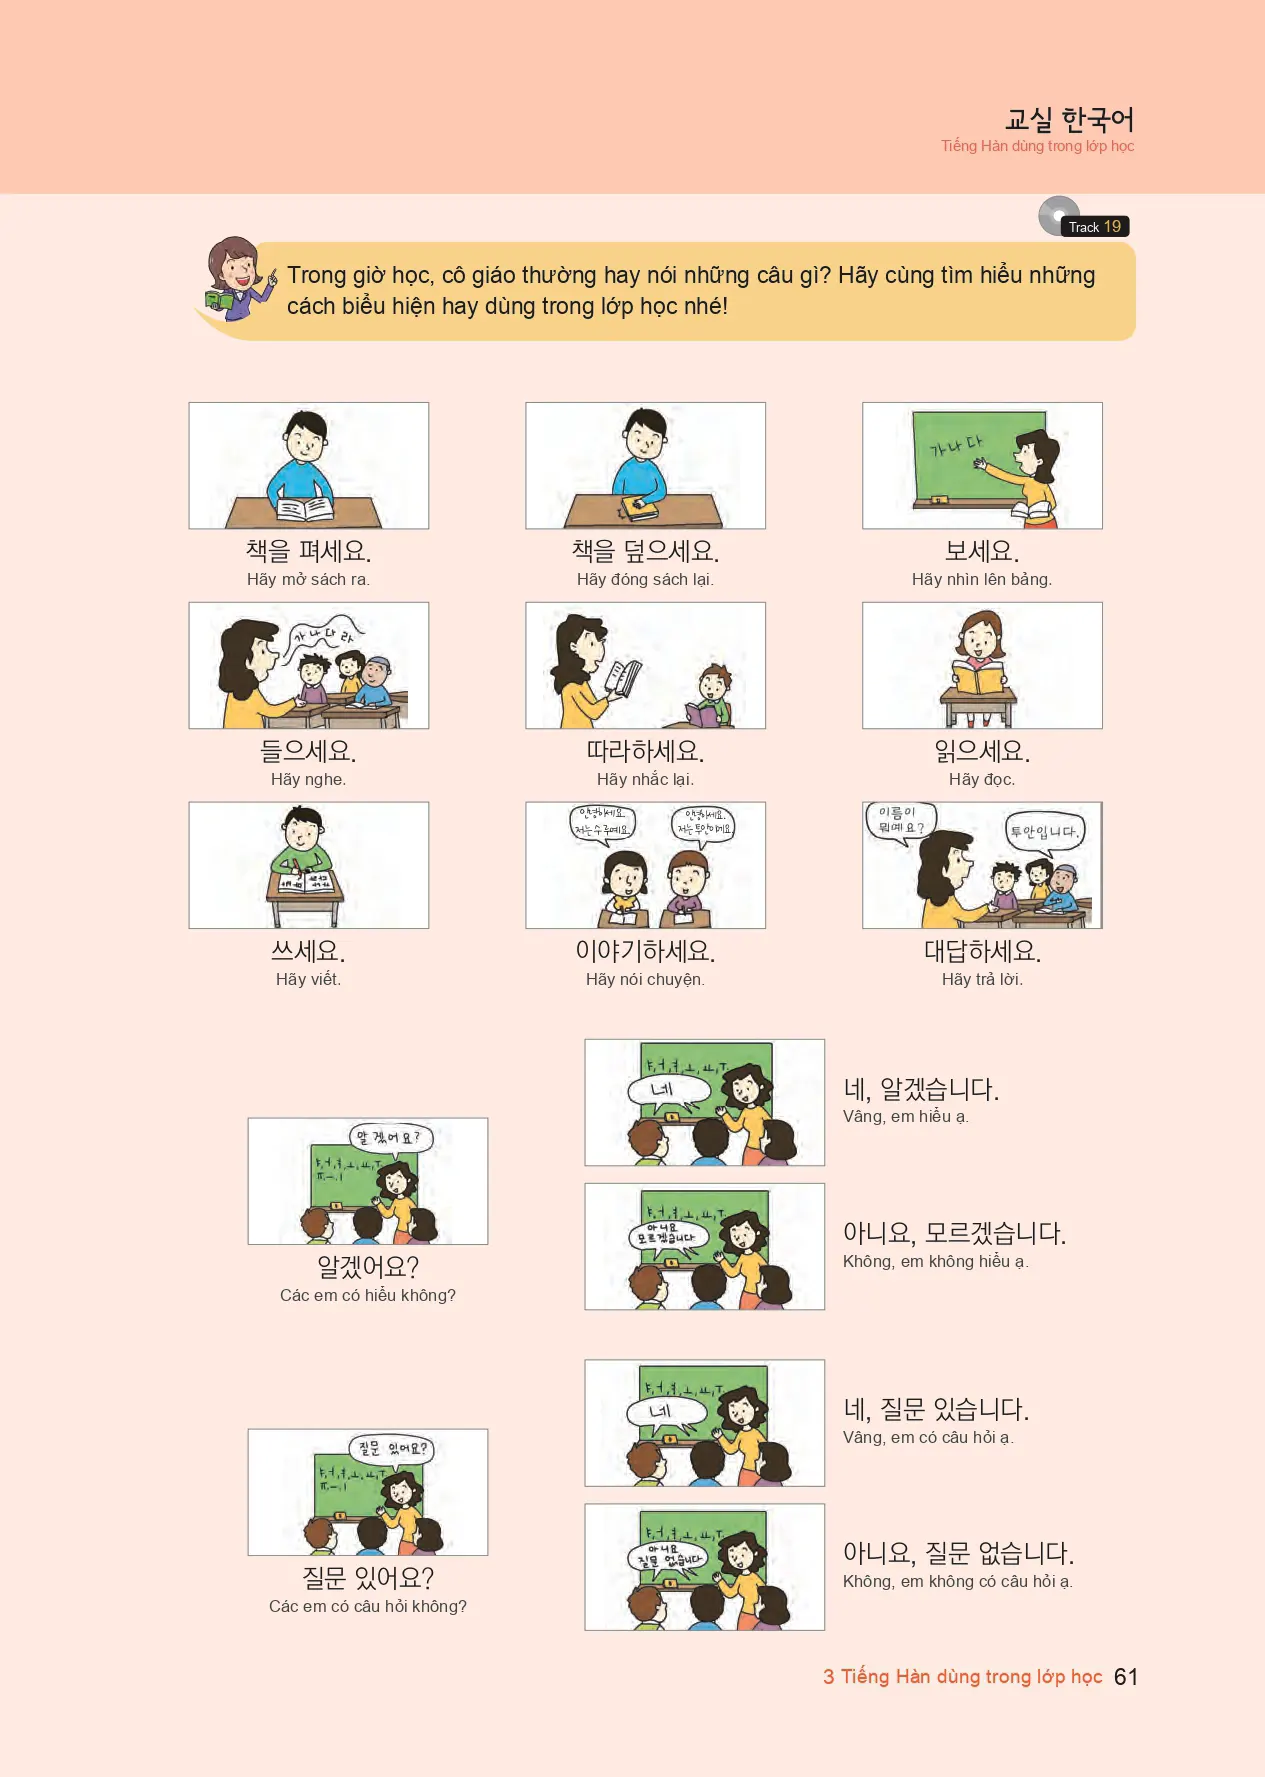 교실 한국어
Tiếng Hàn dùng trong lớp học
Track 19
Trong giờ học, cô giáo thường hay nói những câu gì? Hãy cùng tìm hiểu những
cách biểu hiện hay dùng trong lớp học nhé!
가 나 다
책을 펴세요.
Hãy mở sách ra.
책을 덮으세요.
Hãy đóng sách lại.
보세요.
Hãy nhìn lên bảng.
가 나 다 라
들으세요.
Hãy nghe.
따라하세요.
Hãy nhắc lại.
읽으세요.
Hãy đọc.
안녕하세요.
저는 수 꾸예요.
안녕하세요.
저는 투안이에요
이름이
뭐예요?
투안입니다.
쓰세요.
Hãy viết.
이야기하세요.
Hãy nói chuyện.
대답하세요.
Hãy trả lời.
알겠어요?
알겠어요?
Các em có hiểu không?
네
네, 알겠습니다.
Vâng, em hiểu ạ.
아니요
모르겠습니다
아니요, 모르겠습니다.
Không, em không hiểu ạ.
질문 있어요?
질문 있어요?
Các em có câu hỏi không?
네
네, 질문 있습니다.
Vâng, em có câu hỏi ạ.
아니요
질문 없습니다
아니요, 질문 없습니다.
Không, em không có câu hỏi ạ.
3 Tiếng Hàn dùng trong lớp học 61